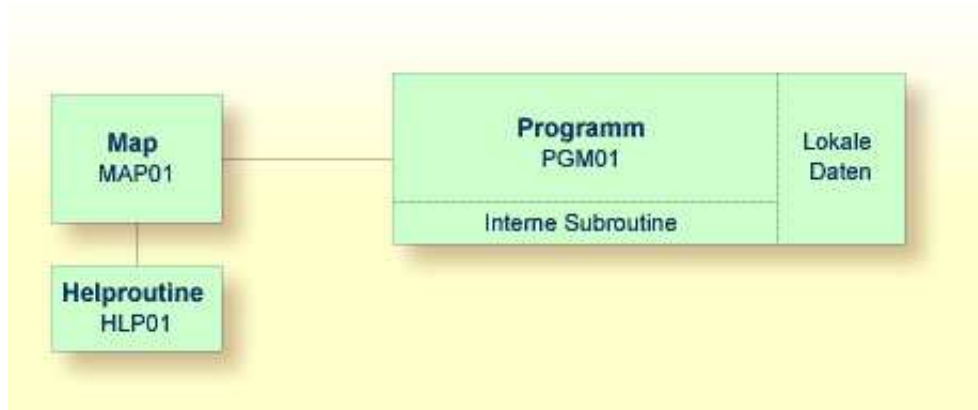 Map
MAP01
Programm
PGM01
Lokale
Daten
Interne Subroutine
Helproutine
HLP01